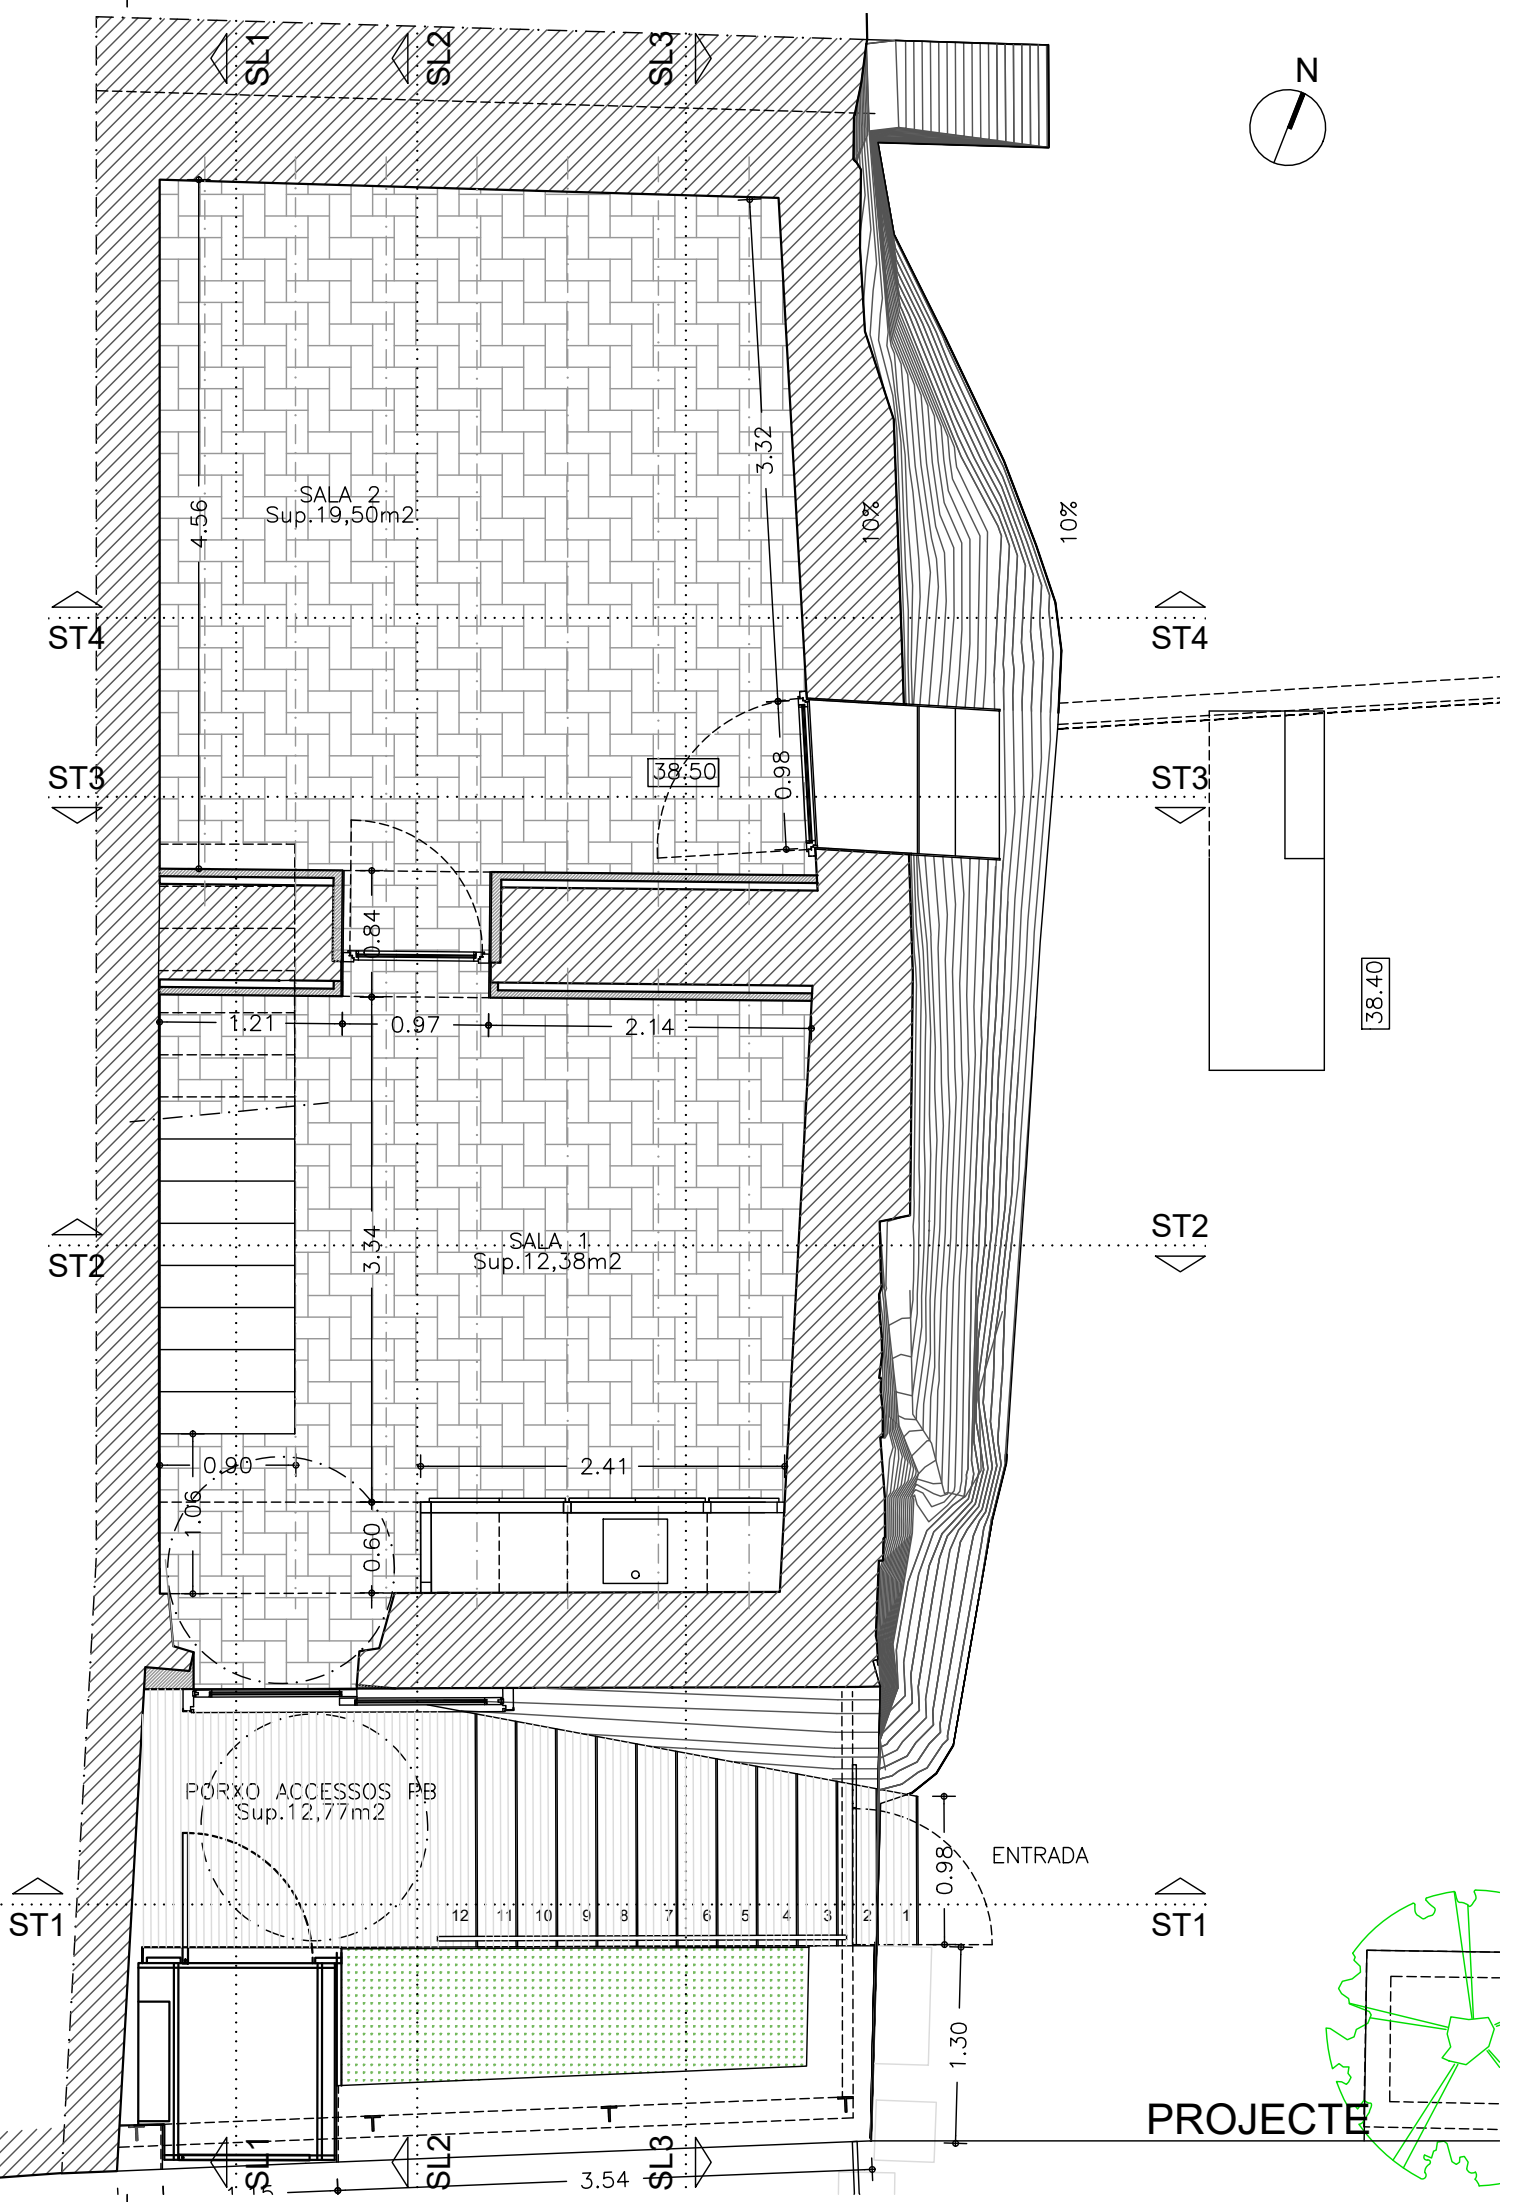 SL1
SL2
SL3
N
3.32
4.56
SALA 2
Sup.19,50m2
10%
10%
ST4
ST4
ST3
ST3
38.50
0.98
0.84
38.40
1.21
0.97
2.14
3.34
SALA 1
Sup.12,38m2
ST2
ST2
0.90
2.41
1.06
0.60
PORXO ACCESSOS PB
Sup.12,77m2
0.98
ENTRADA
12 11 10 9 8 7 6 5 4 3 2 1
ST1
ST1
1.30
PROJECTE
SL1
SL2
SL3
3.54